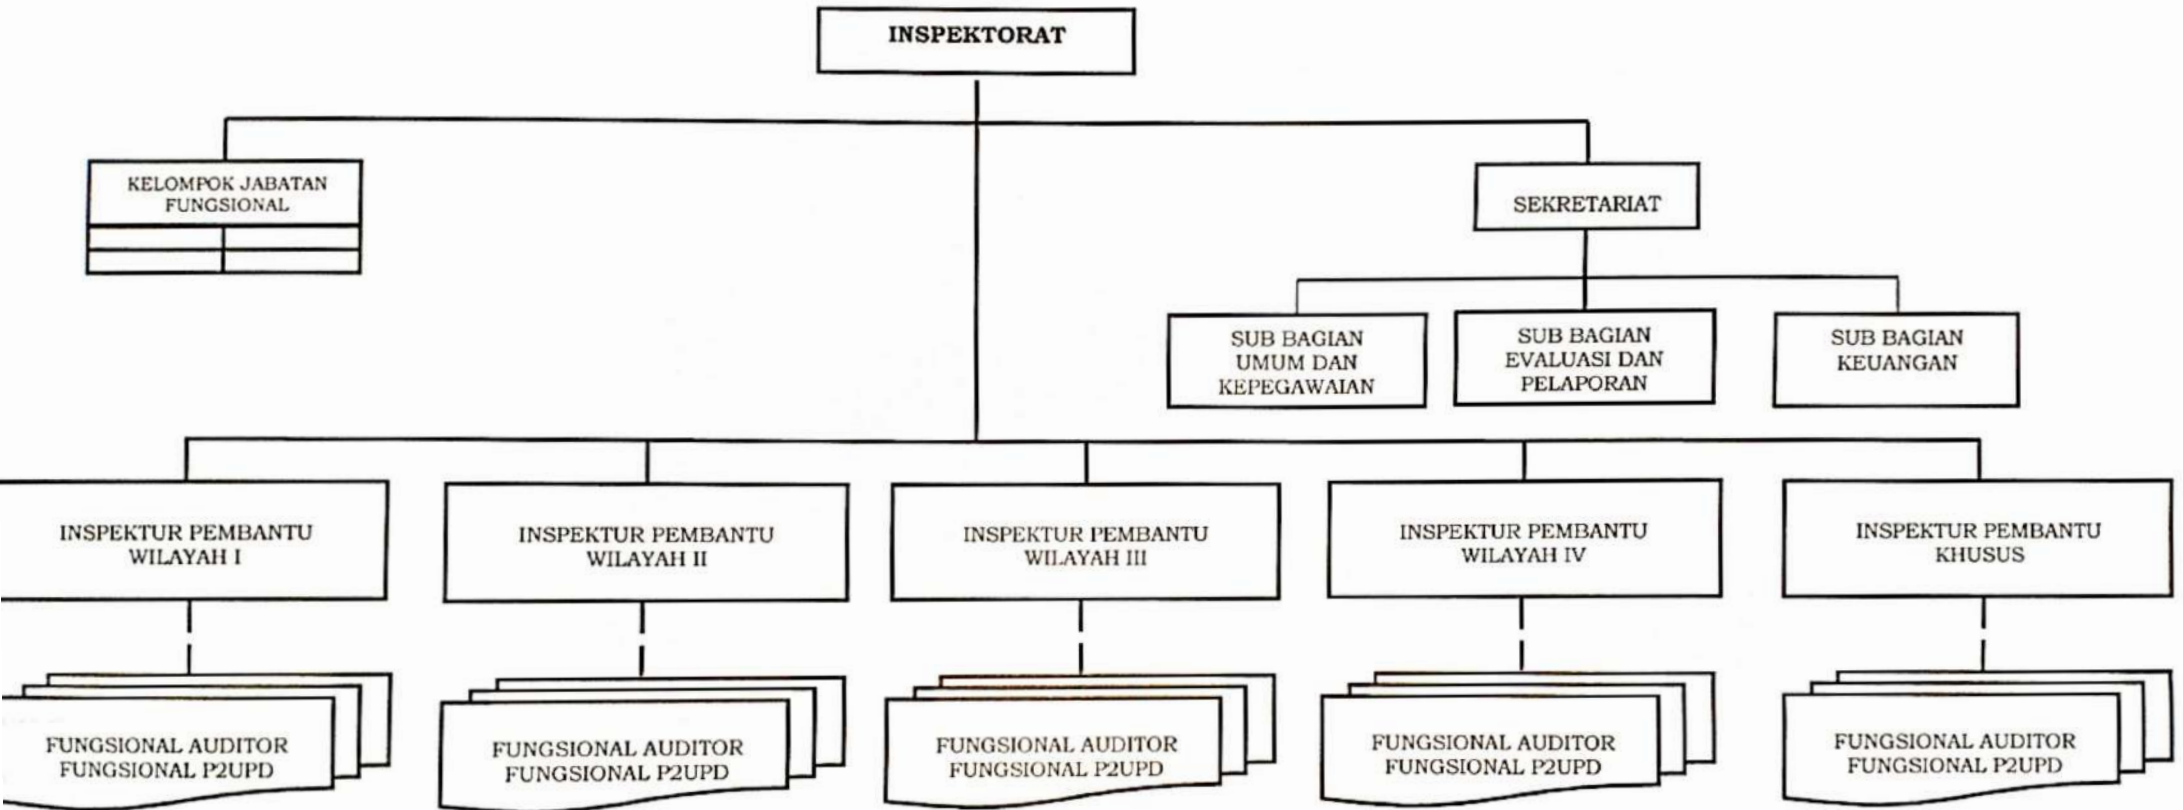 INSPEKTORAT
KELOMPOK JABATAN
FUNGSIONAL
SEKRETARIAT
SUB BAGIAN
UMUM DAN
KEPEGAWAIAN
SUB BAGIAN
EVALUASI DAN
PELAPORAN
SUB BAGIAN
KEUANGAN
INSPEKTUR PEMBANTU
WILAYAH I
INSPEKTUR PEMBANTU
WILAYAH II
INSPEKTUR PEMBANTU
WILAYAH III
INSPEKTUR PEMBANTU
WILAYAH IV
INSPEKTUR PEMBANTU
KHUSUS
FUNGSIONAL AUDITOR
FUNGSIONAL P2UPD
FUNGSIONAL AUDITOR
FUNGSIONAL P2UPD
FUNGSIONAL AUDITOR
FUNGSIONAL P2UPD
FUNGSIONAL AUDITOR
FUNGSIONAL P2UPD
FUNGSIONAL AUDITOR
FUNGSIONAL P2UPD